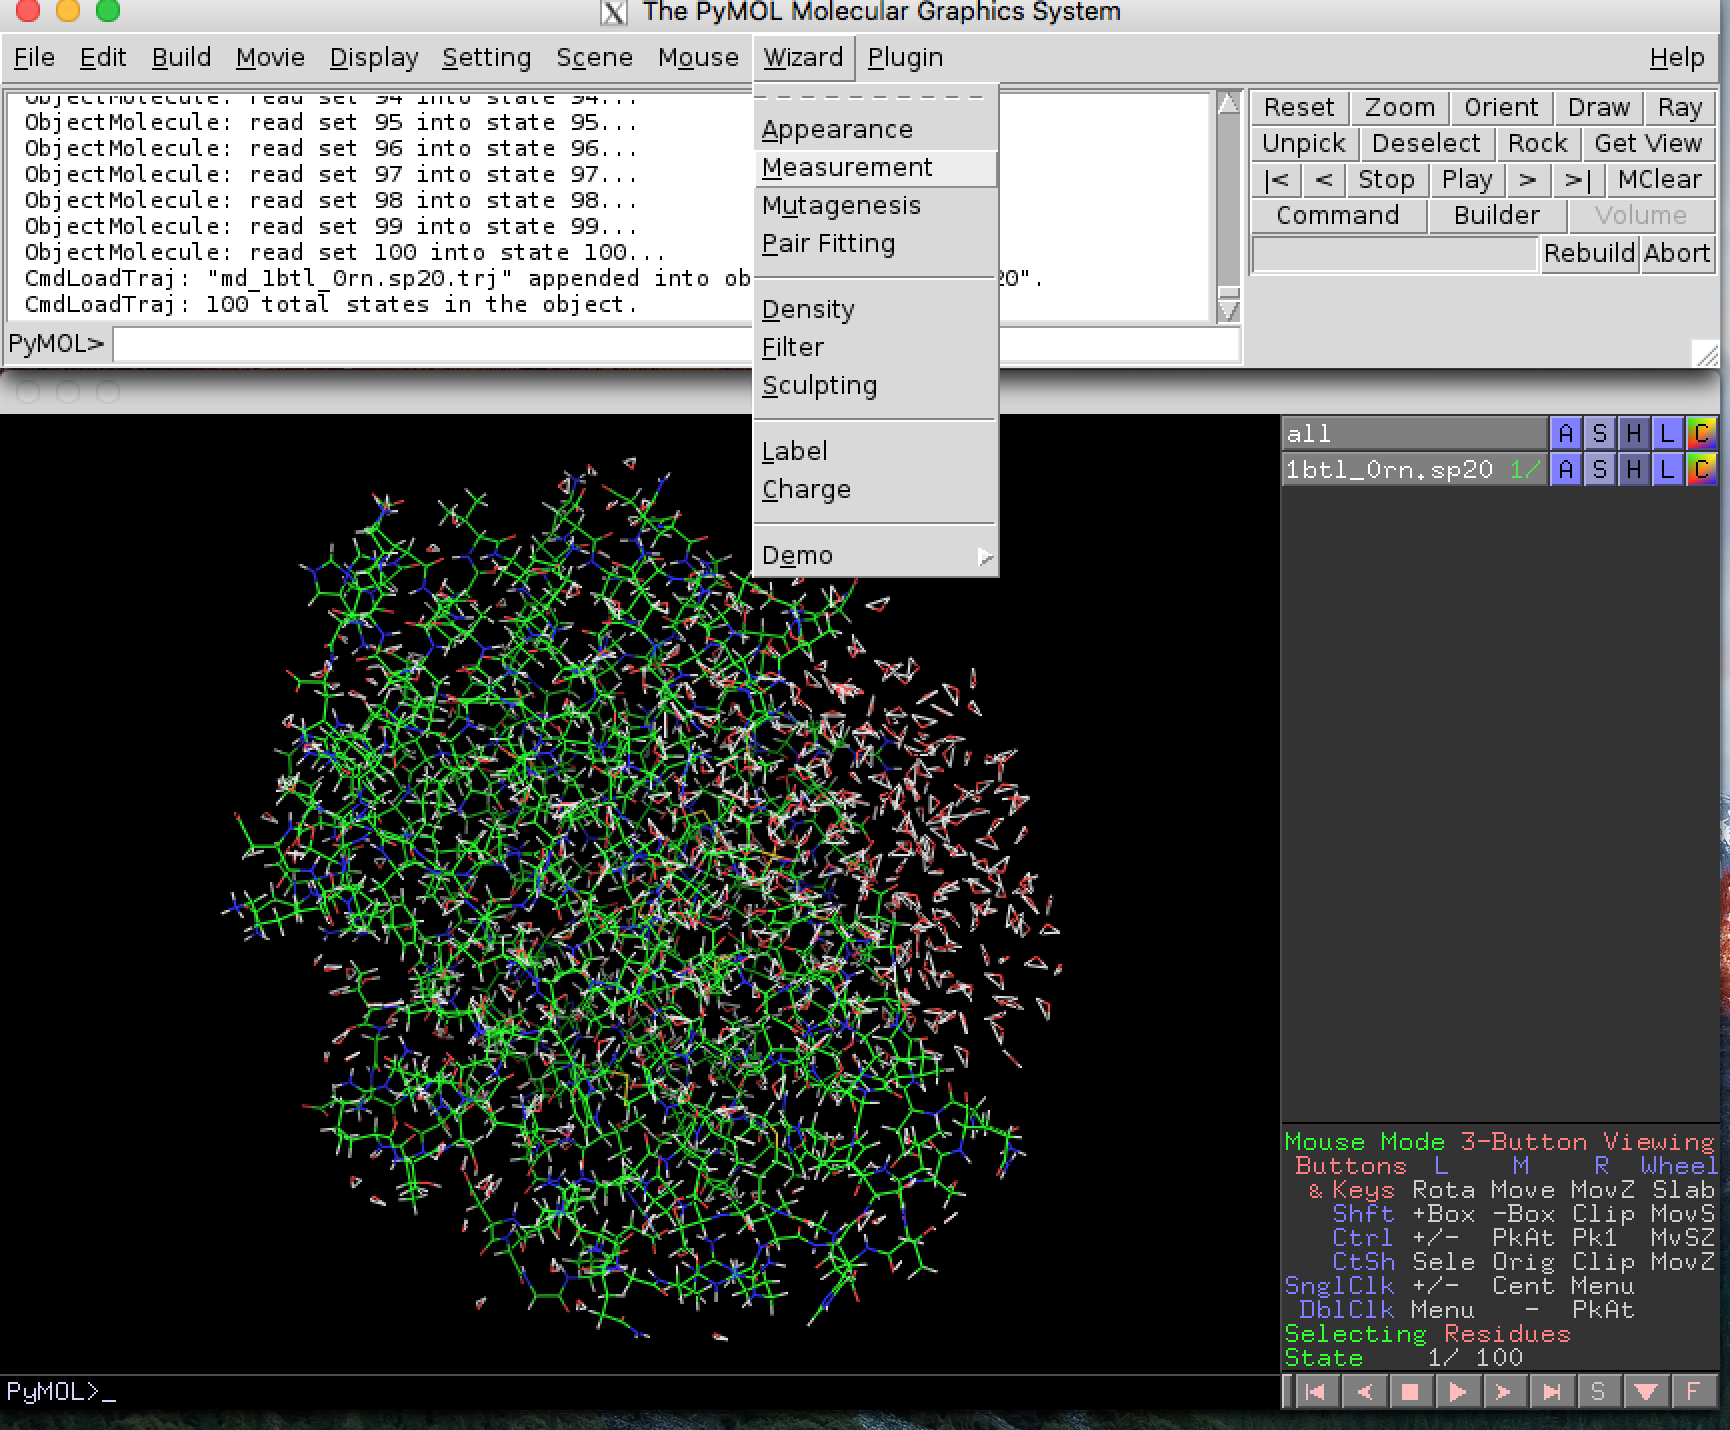 The PyMOL Molecular Graphics System
File Edit Build Movie Display Setting Scene Mouse Wizard Plugin Help
ObjectMolecule: read set 94 into state 94...
ObjectMolecule: read set 95 into state 95...
ObjectMolecule: read set 96 into state 96...
ObjectMolecule: read set 97 into state 97...
ObjectMolecule: read set 98 into state 98...
ObjectMolecule: read set 99 into state 99...
ObjectMolecule: read set 100 into state 100...
CmdLoadTraj: "md_1btl_0rn.sp20.trj" appended into ob 20".
CmdLoadTraj: 100 total states in the object.
PyMOL>
Appearance
Measurement
Mutagenesis
Pair Fitting
Density
Filter
Sculpting
Label
Charge
Demo
Reset Zoom Orient Draw Ray
Unpick Deselect Rock Get View
|< < Stop Play > >| MClear
Command Builder Volume
Rebuild Abort
all A S H L C
1btl_0rn.sp20 1/ A S H L C
Mouse Mode 3-Button Viewing
Buttons L M R Wheel
& Keys Rota Move MovZ Slab
Shft +Box -Box Clip MovS
Ctrl +/- PkAt Pk1 MvSZ
CtSh Sele Orig Clip MovZ
SnglClk +/- Cent Menu
DblClk Menu - PkAt
Selecting Residues
State 1/ 100
S F
PyMOL>_